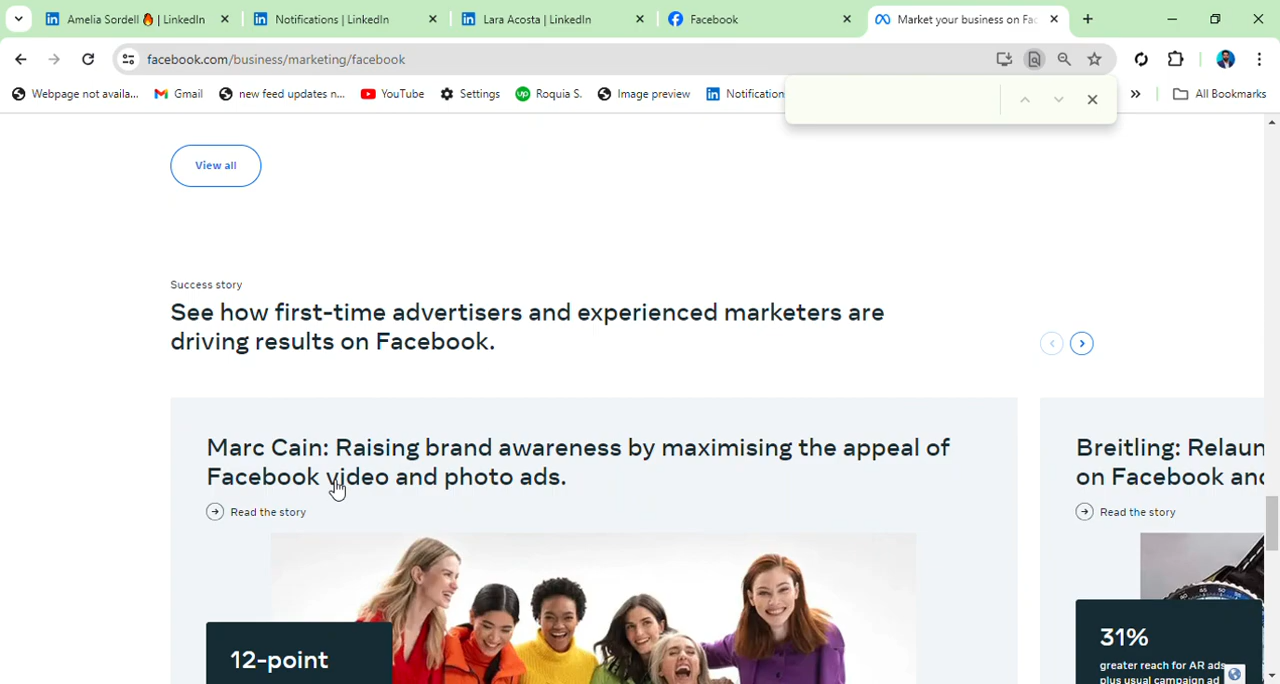 Amelia Sordell🔥 | LinkedIn
Notifications | LinkedIn
Lara Acosta | LinkedIn
Facebook
Market your business on Fac
facebook.com/business/marketing/facebook
Webpage not availa...
Gmail
new feed updates n...
YouTube
Settings
up Roquia S.
Image preview
Notification
All Bookmarks
View all
Success story
See how first-time advertisers and experienced marketers are
driving results on Facebook.
Marc Cain: Raising brand awareness by maximising the appeal of
Facebook video and photo ads.
Read the story
12-point
Breitling: Relaun
on Facebook and
Read the story
31%
greater reach for AR ads
plus usual campaign ad